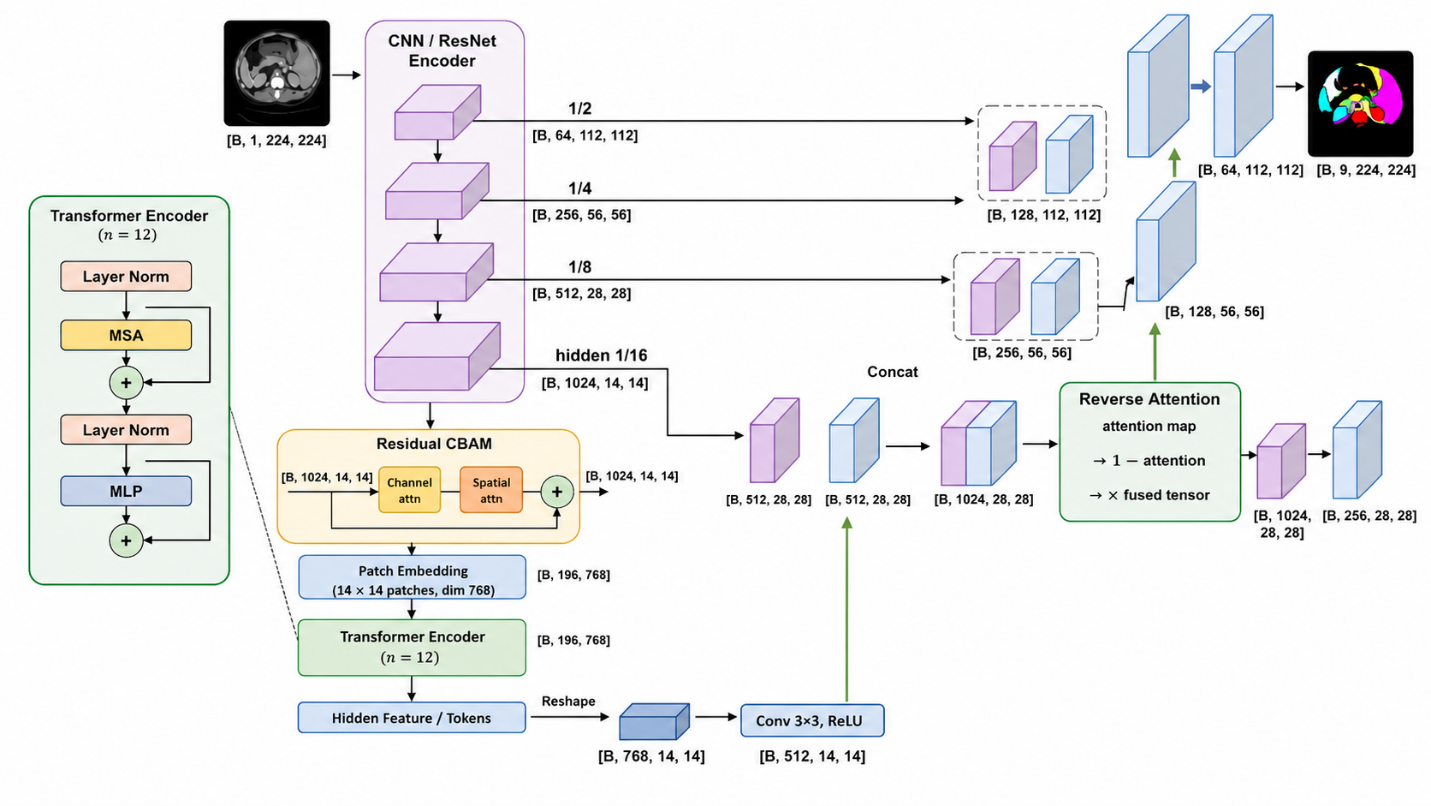 CNN / ResNet
Encoder
[B, 1, 224, 224]
1/2
[B, 64, 112, 112]
1/4
[B, 256, 56, 56]
1/8
[B, 512, 28, 28]
hidden 1/16
[B, 1024, 14, 14]
[B, 128, 112, 112]
[B, 256, 56, 56]
[B, 64, 112, 112]
[B, 9, 224, 224]
[B, 128, 56, 56]
Transformer Encoder
(n = 12)
Layer Norm
MSA
+
Layer Norm
MLP
+
Residual CBAM
[B, 1024, 14, 14]
Channel
attn
Spatial
attn
+
[B, 1024, 14, 14]
Patch Embedding
(14 × 14 patches, dim 768)
[B, 196, 768]
Transformer Encoder
(n = 12)
[B, 196, 768]
Hidden Feature / Tokens
Reshape
[B, 768, 14, 14]
Conv 3×3, ReLU
[B, 512, 14, 14]
Concat
[B, 512, 28, 28]
[B, 512, 28, 28]
[B, 1024, 28, 28]
Reverse Attention
attention map
→ 1 − attention
→ × fused tensor
[B, 1024,
28, 28]
[B, 256, 28, 28]